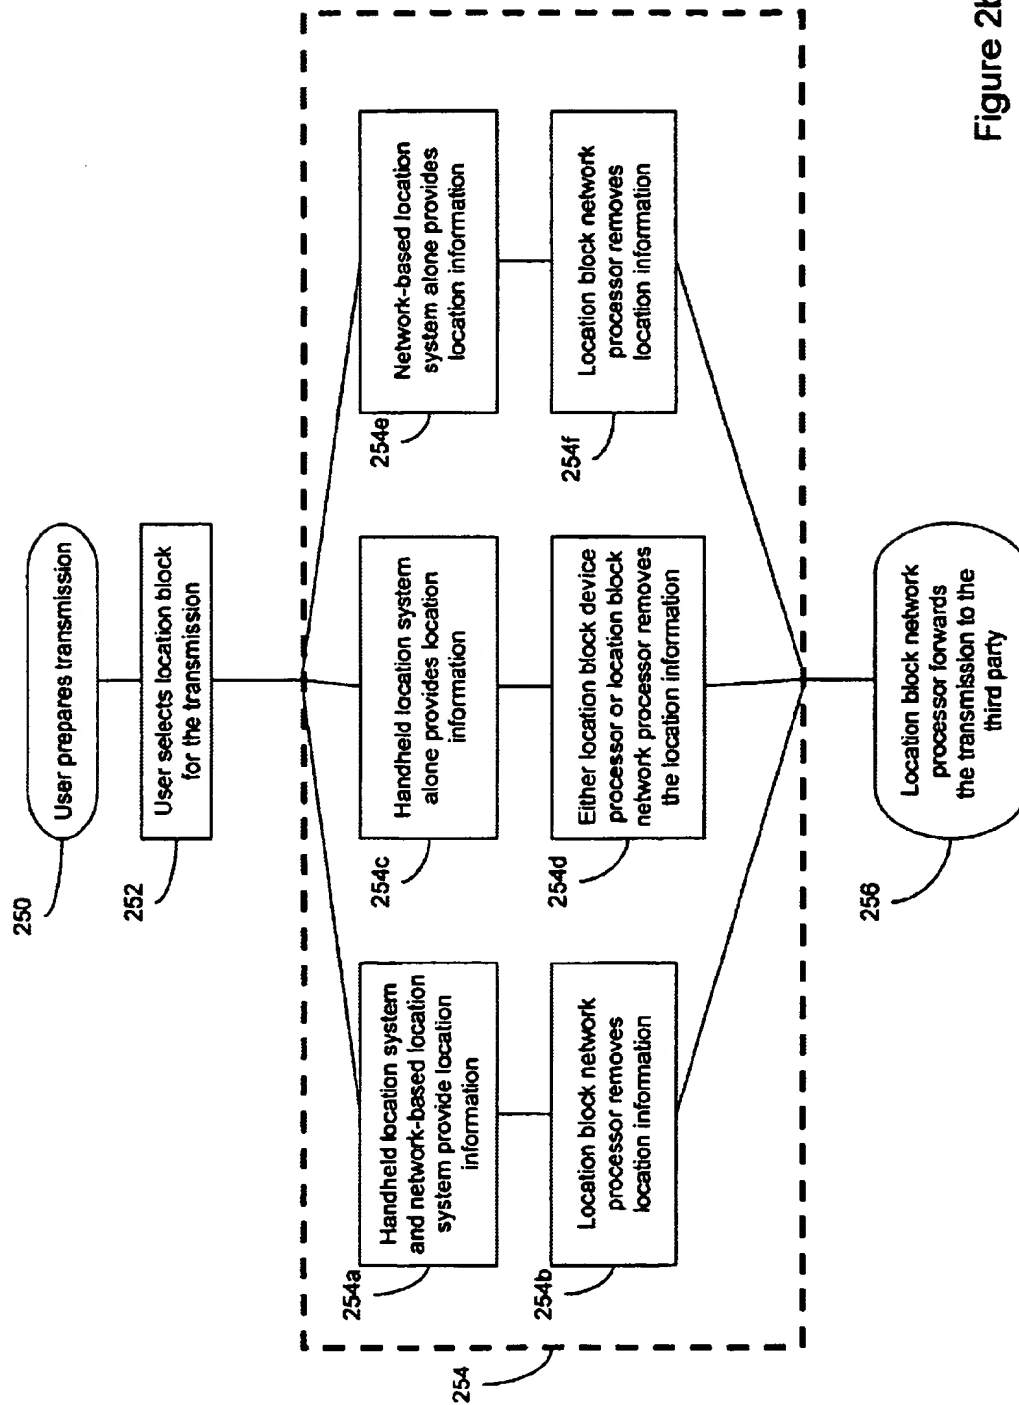 250
User prepares transmission
252
User selects location block
for the transmission
254
254a
Handheld location system
and network-based location
system provide location
information
254b
Location block network
processor removes
location information
254c
Handheld location system
alone provides location
information
254d
Either location block device
processor or location block
network processor removes
the location information
254e
Network-based location
system alone provides
location information
254f
Location block network
processor removes
location information
256
Location block network
processor forwards
the transmission to the
third party
Figure 2b